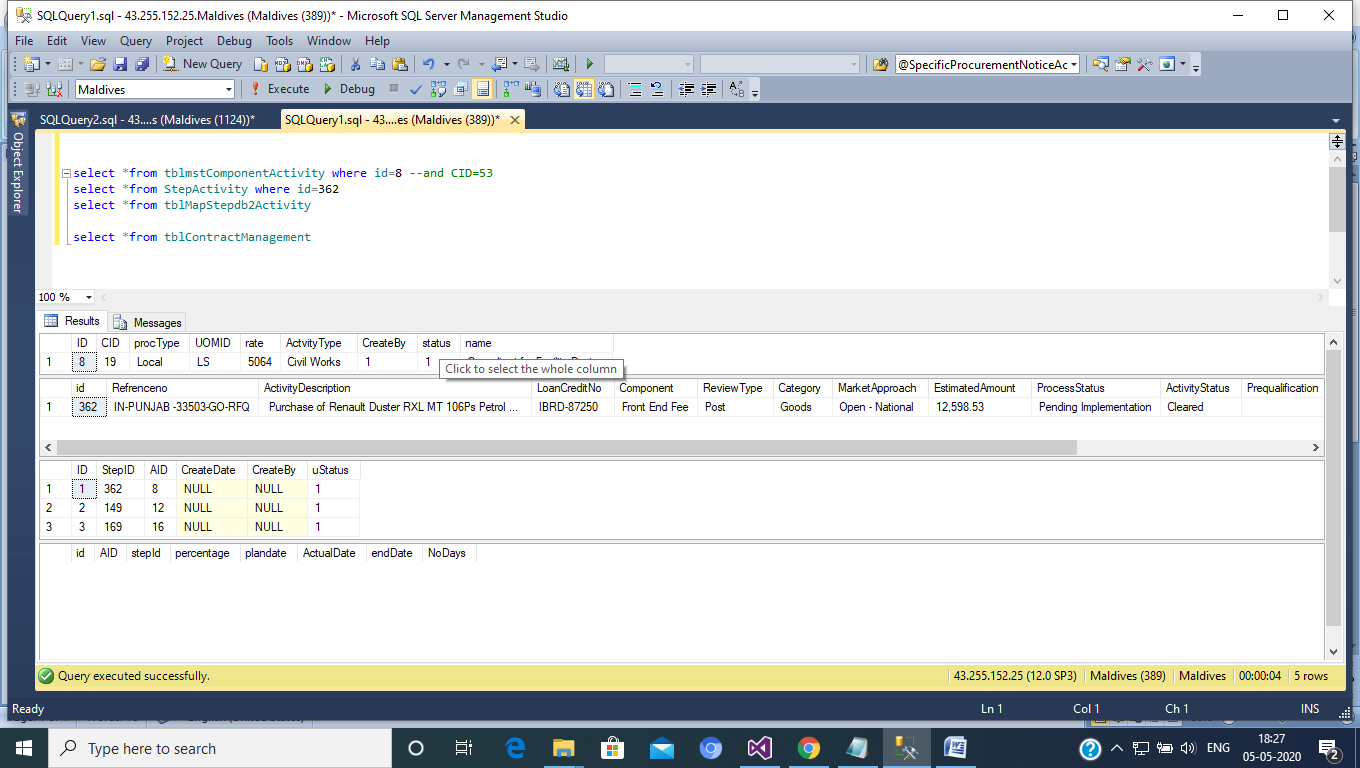 SQLQuery1.sql - 43.255.152.25.Maldives (Maldives (389))* - Microsoft SQL Server Management Studio
File Edit View Query Project Debug Tools Window Help
New Query @SpecificProcurementNoticeAc
Maldives Execute Debug
SQLQuery2.sql - 43....s (Maldives (1124))* SQLQuery1.sql - 43....es (Maldives (389))*
Object Explorer
select *from tblmstComponentActivity where id=8 --and CID=53
select *from StepActivity where id=362
select *from tblMapStepdb2Activity
select *from tblContractManagement
100 %
Results Messages
ID CID procType UOMID rate ActvityType CreateBy status name
1 8 19 Local LS 5064 Civil Works 1 1
Click to select the whole column
id Refrenceno ActivityDescription LoanCreditNo Component ReviewType Category MarketApproach EstimatedAmount ProcessStatus ActivityStatus Prequalification
1 362 IN-PUNJAB -33503-GO-RFQ Purchase of Renault Duster RXL MT 106Ps Petrol ... IBRD-87250 Front End Fee Post Goods Open - National 12,598.53 Pending Implementation Cleared
ID StepID AID CreateDate CreateBy uStatus
1 1 362 8 NULL NULL 1
2 2 149 12 NULL NULL 1
3 3 169 16 NULL NULL 1
id AID stepId percentage plandate ActualDate endDate NoDays
Query executed successfully. 43.255.152.25 (12.0 SP3) Maldives (389) Maldives 00:00:04 5 rows
Ready Ln 1 Col 1 Ch 1 INS
Type here to search ENG 18:27
05-05-2020 2